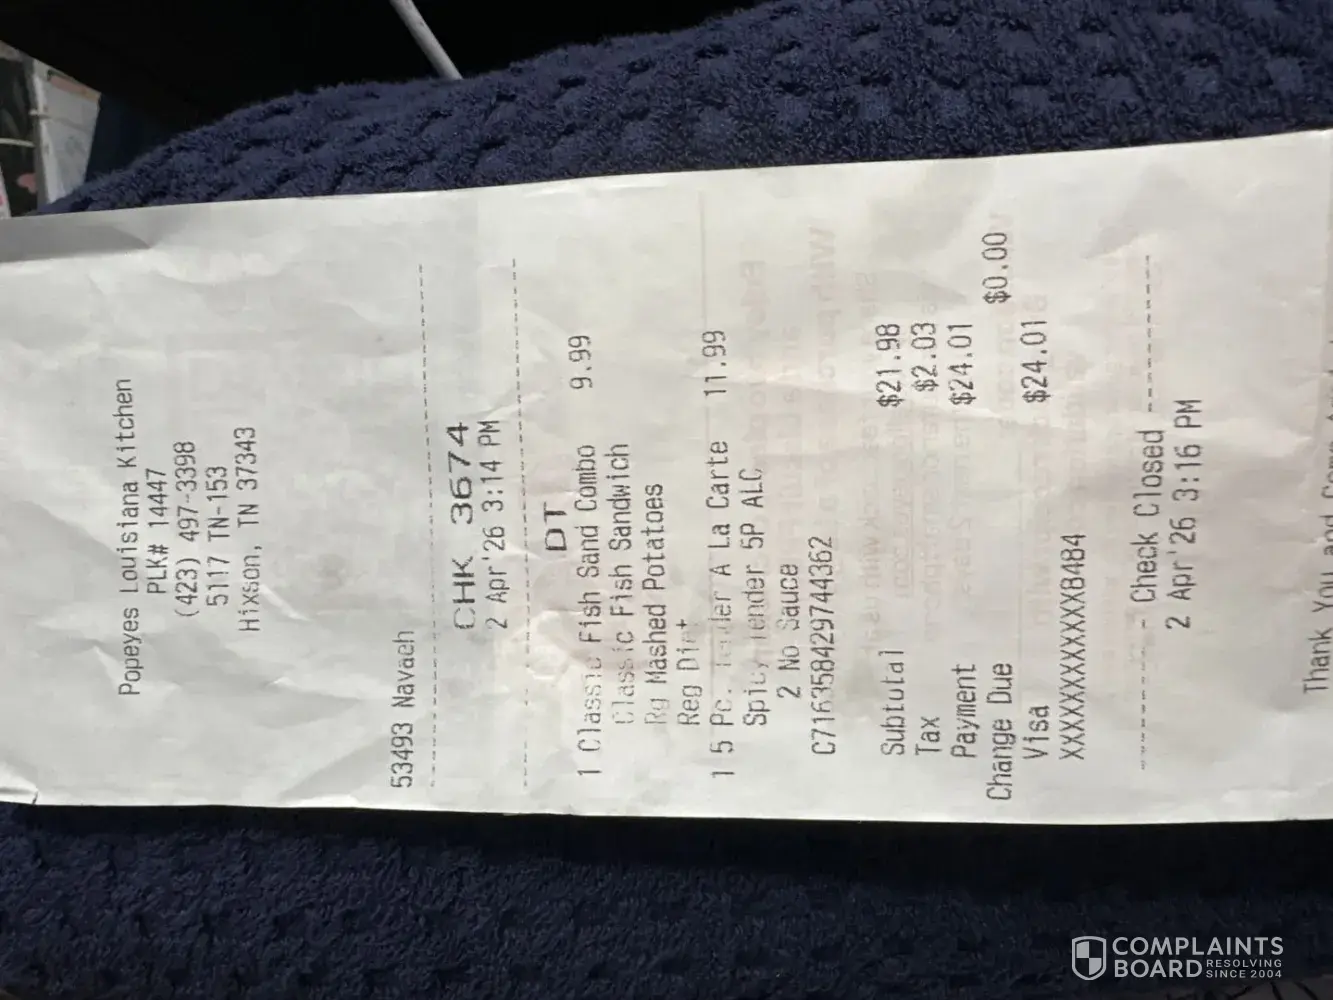 Popeyes Louisiana Kitchen
PLK# 14447
(423) 497-3398
5117 TN-153
Hixson, TN 37343
53493 Navaeh
CHK 3674
2 Apr'26 3:14 PM
DT
1 Classic Fish Sand Combo 9.99
Classic Fish Sandwich
Rg Mashed Potatoes
Reg
1 5 Pc. Tender A La Carte 11.99
Spicy Tender 5P ALC
2 No Sauce
C716358429744362
Subtotal $21.98
Tax $2.03
Payment $24.01
Change Due $0.00
Visa $24.01
XXXXXXXXXXXX8484
Check Closed
2 Apr'26 3:16 PM
Thank You and
COMPLAINTS
BOARD RESOLVING
SINCE 2004